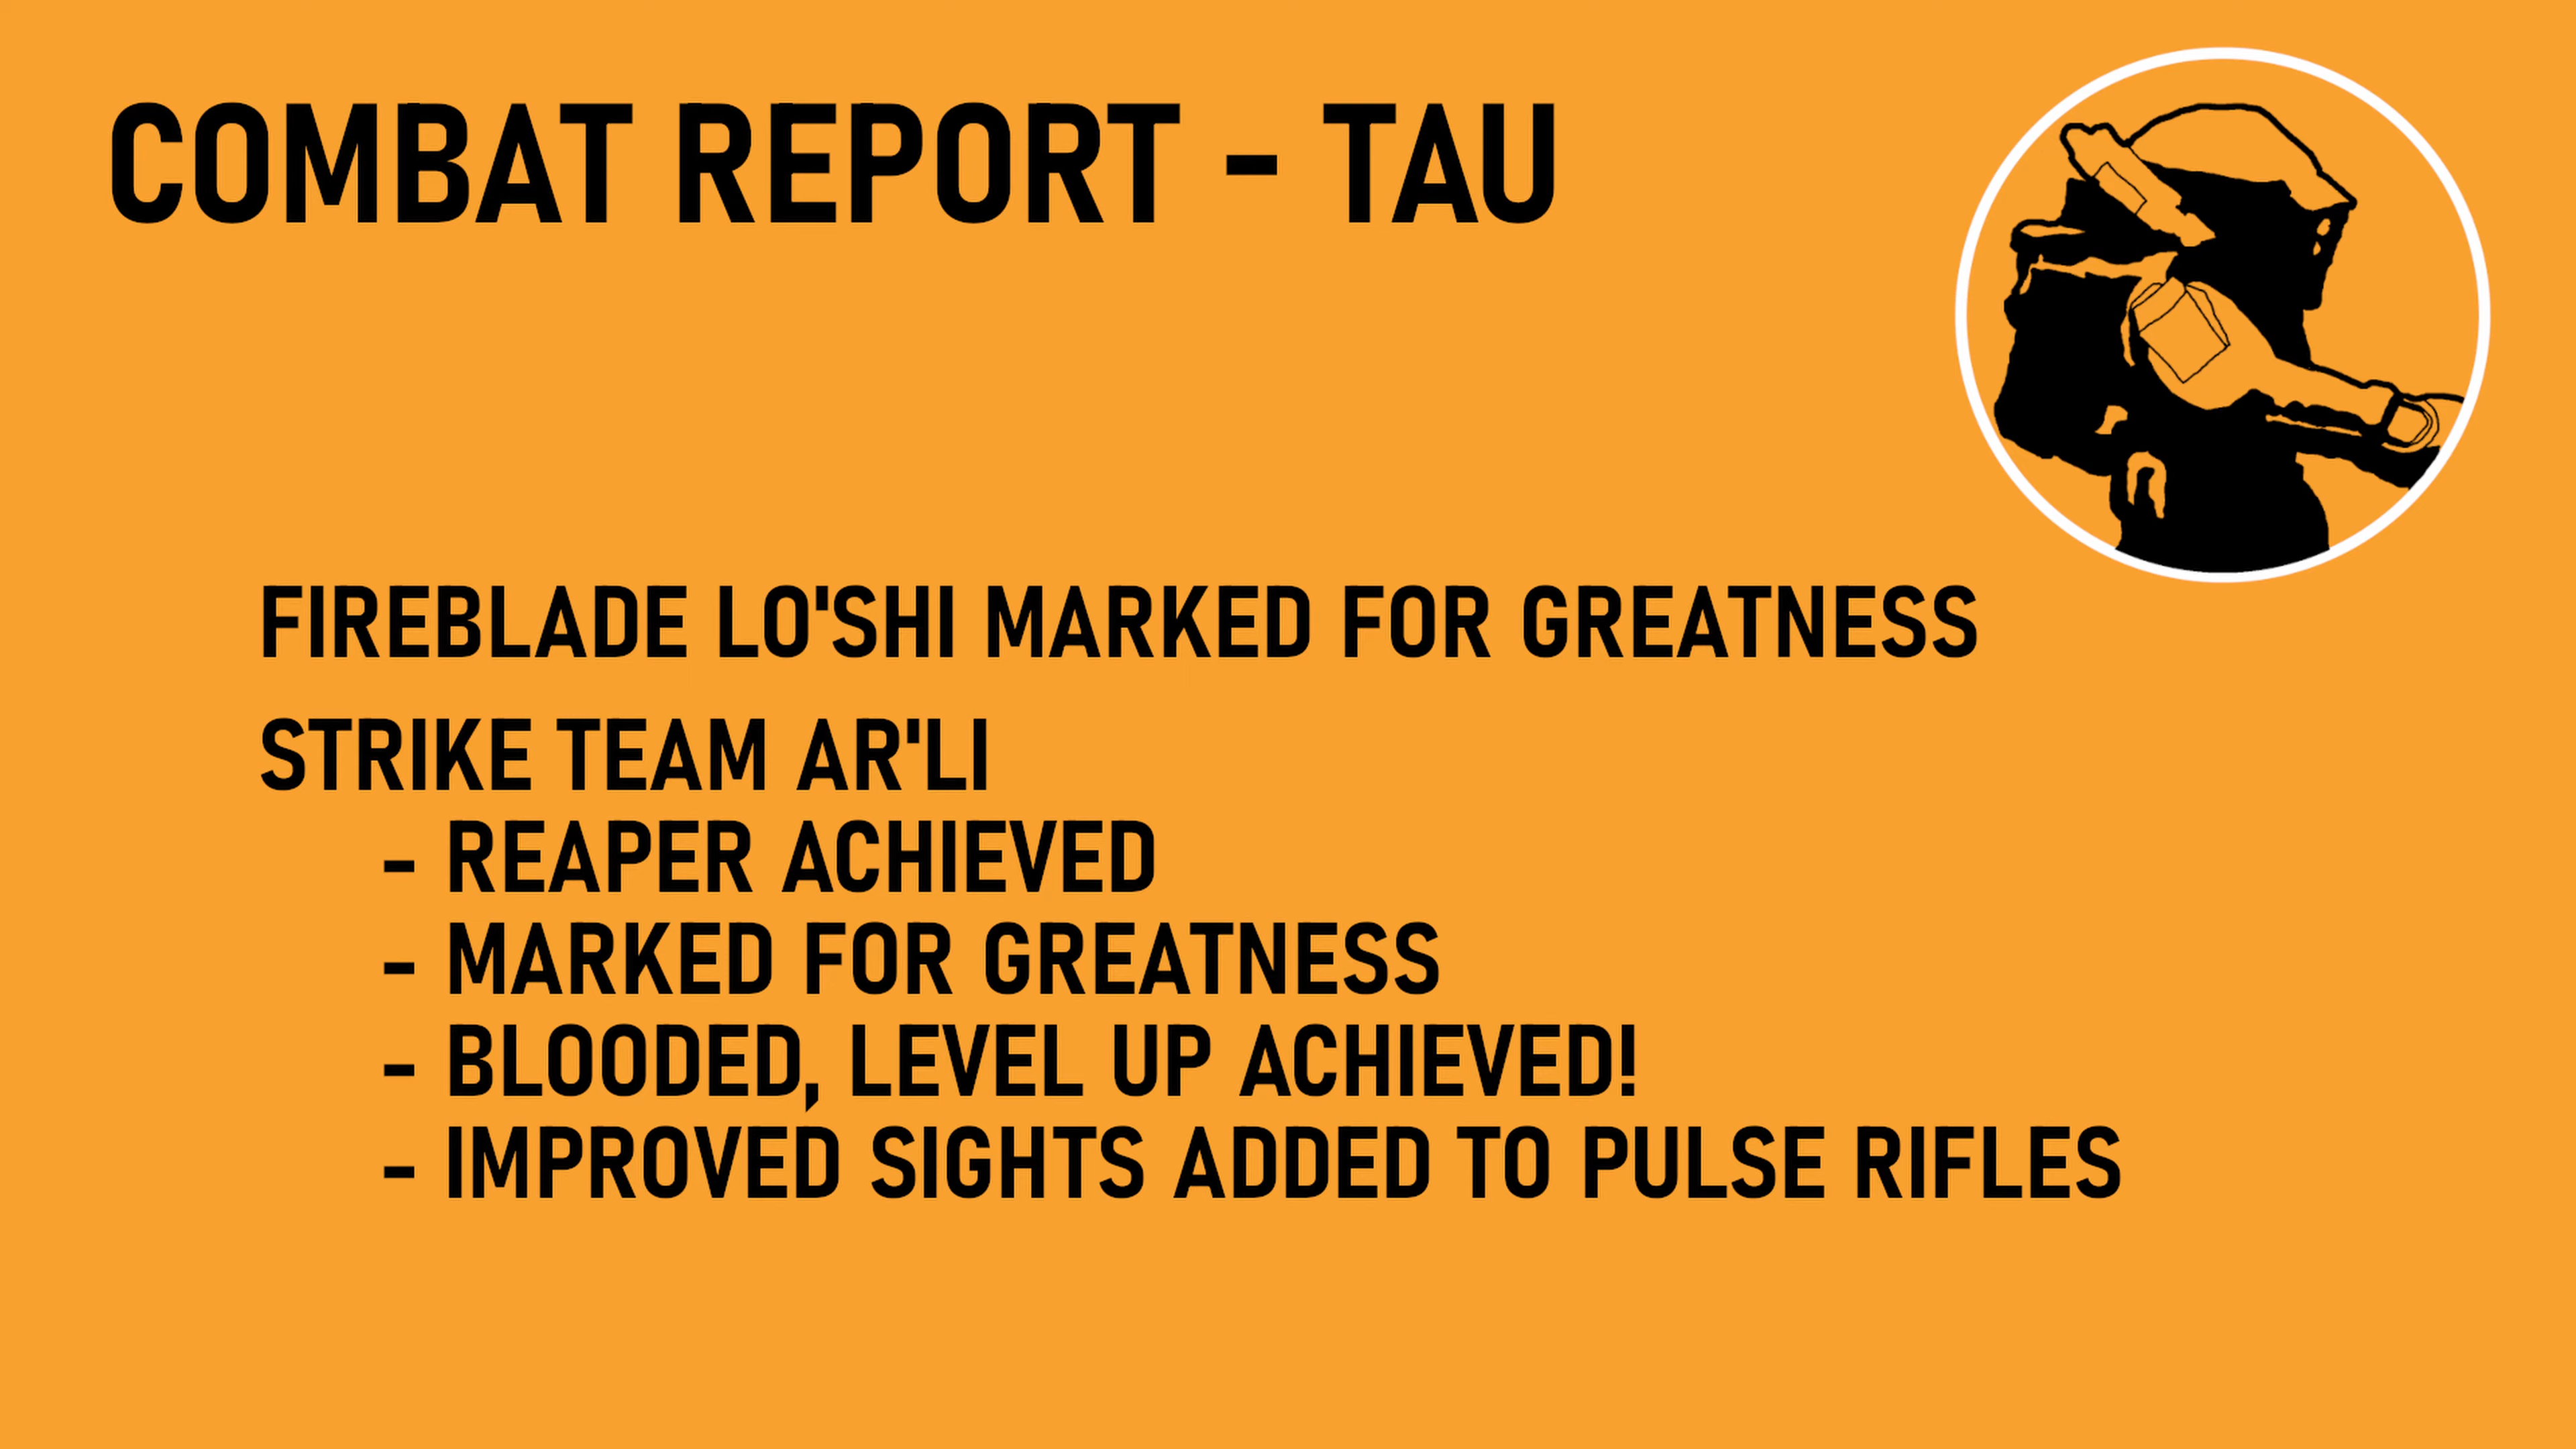 COMBAT REPORT - TAU
FIREBLADE LO'SHI MARKED FOR GREATNESS
STRIKE TEAM AR'LI
- REAPER ACHIEVED
- MARKED FOR GREATNESS
- BLOODED, LEVEL UP ACHIEVED!
- IMPROVED SIGHTS ADDED TO PULSE RIFLES